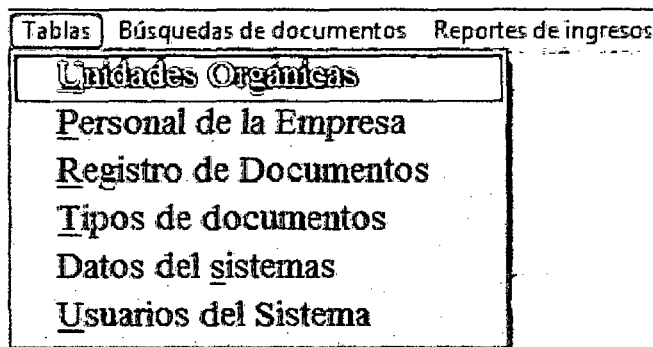 Tablas Búsquedas de documentos Reportes de ingresos
Unidades Orgánicas
Personal de la Empresa
Registro de Documentos
Tipos de documentos
Datos del sistemas
Usuarios del Sistema